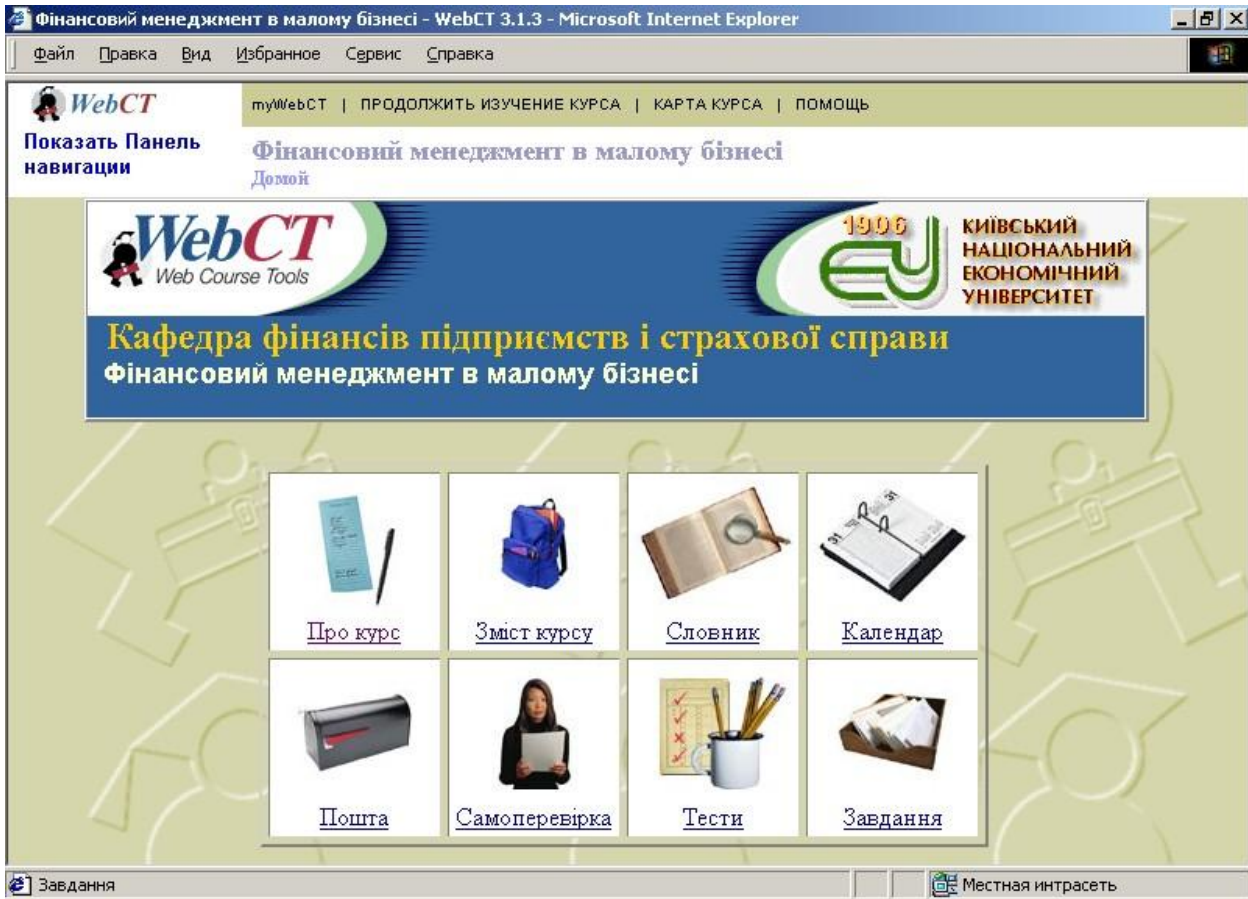 Фінансовий менеджмент в малому бізнесі - WebCT 3.1.3 - Microsoft Internet Explorer
Файл Правка Вид Избранное Сервис Справка
WebCT
myWebCT | ПРОДОЛЖИТЬ ИЗУЧЕНИЕ КУРСА | КАРТА КУРСА | ПОМОЩЬ
Показать Панель
навигации
Фінансовий менеджмент в малому бізнесі
Домой
WebCT
Web Course Tools
1906
КИЇВСЬКИЙ
НАЦІОНАЛЬНИЙ
ЕКОНОМІЧНИЙ
УНІВЕРСИТЕТ
Кафедра фінансів підприємств і страхової справи
Фінансовий менеджмент в малому бізнесі
31 31
Про курс Зміст курсу Словник Календар
Пошта Самоперевірка Тести Завдання
Завдання Местная интрасеть